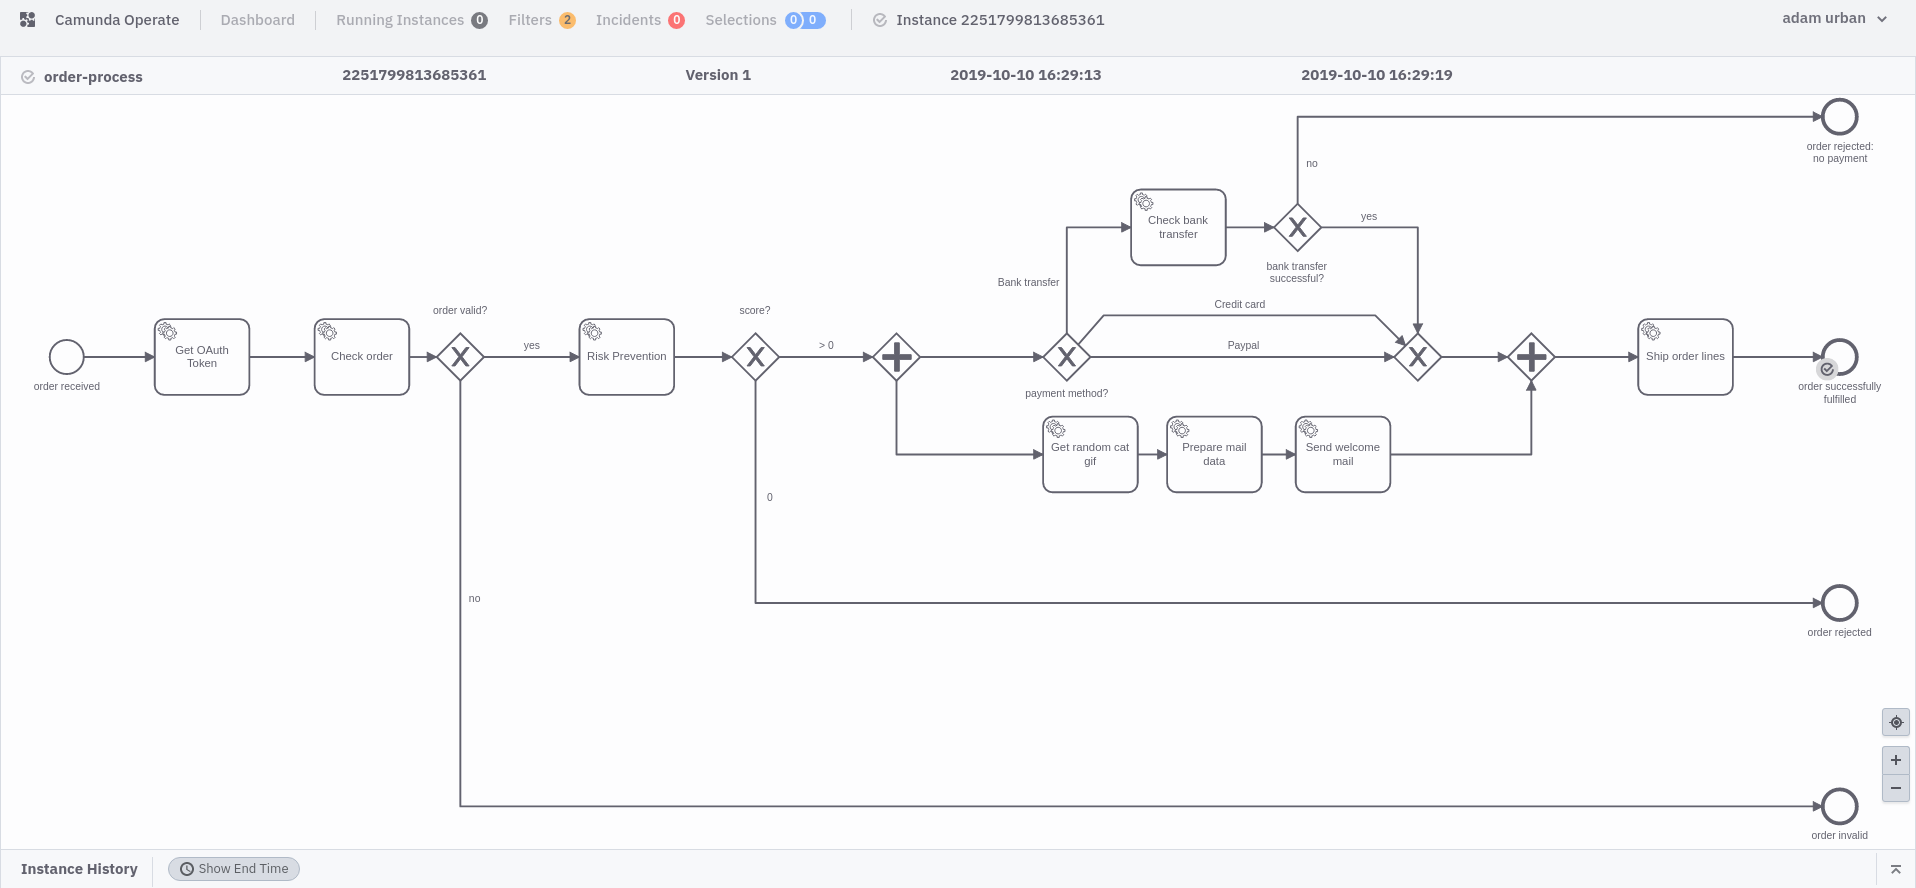 Camunda Operate Dashboard Running Instances 0 Filters 2 Incidents 0 Selections 0 0 Instance 2251799813685361 adam urban
order-process 2251799813685361 Version 1 2019-10-10 16:29:13 2019-10-10 16:29:19
order rejected:
no payment
no
Check bank
transfer
yes
bank transfer
successful?
Bank transfer
Credit card
order valid?
score?
order received
Get OAuth
Token
Check order
yes
Risk Prevention
> 0
Paypal
payment method?
Ship order lines
order successfully
fulfilled
Get random cat
gif
Prepare mail
data
Send welcome
mail
0
no
order rejected
order invalid
Instance History Show End Time